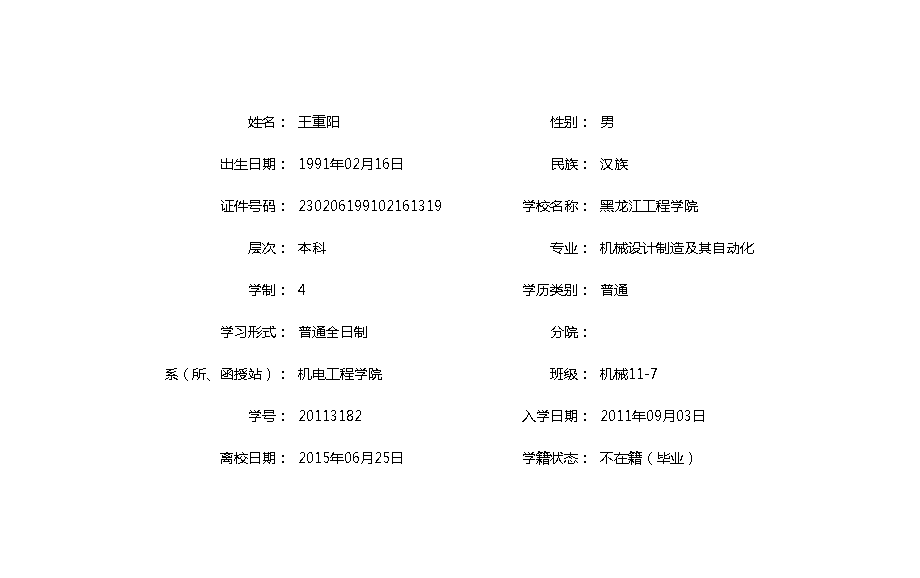 姓名： 王重阳 性别： 男
出生日期： 1991年02月16日 民族： 汉族
证件号码： 230206199102161319 学校名称： 黑龙江工程学院
层次： 本科 专业： 机械设计制造及其自动化
学制： 4 学历类别： 普通
学习形式： 普通全日制 分院：
系（所、函授站）： 机电工程学院 班级： 机械11-7
学号： 20113182 入学日期： 2011年09月03日
离校日期： 2015年06月25日 学籍状态： 不在籍（毕业）